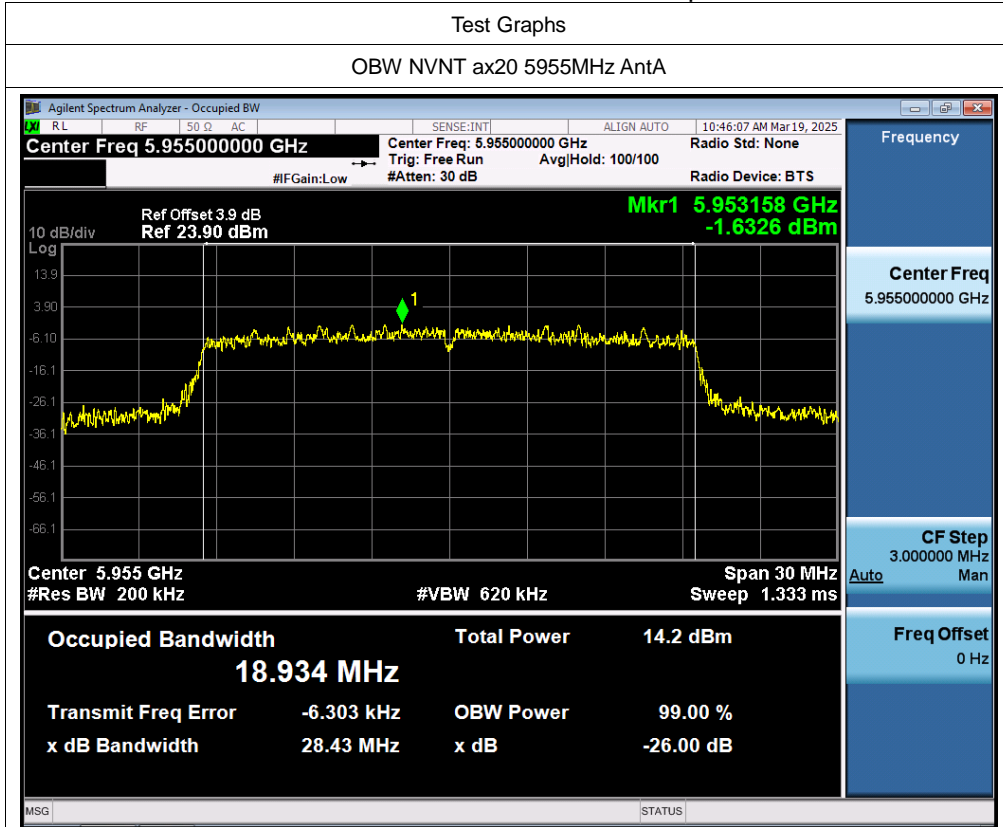 Test Graphs
OBW NVNT ax20 5955MHz AntA
Agilent Spectrum Analyzer - Occupied BW
LXI RL RF 50 Ω AC SENSE:INT ALIGN AUTO 10:46:07 AM Mar 19, 2025
Center Freq 5.955000000 GHz Center Freq: 5.955000000 GHz Radio Std: None
Trig: Free Run Avg|Hold: 100/100
#IFGain:Low #Atten: 30 dB Radio Device: BTS
Frequency
Mkr1 5.953158 GHz
-1.6326 dBm
Ref Offset 3.9 dB
10 dB/div Ref 23.90 dBm
Log
13.9
3.90
-6.10
-16.1
-26.1
-36.1
-46.1
-56.1
-66.1
1
Center Freq
5.955000000 GHz
Center 5.955 GHz Span 30 MHz
#Res BW 200 kHz #VBW 620 kHz Sweep 1.333 ms
CF Step
3.000000 MHz
Auto Man
Occupied Bandwidth Total Power 14.2 dBm
18.934 MHz
Transmit Freq Error -6.303 kHz OBW Power 99.00 %
x dB Bandwidth 28.43 MHz x dB -26.00 dB
Freq Offset
0 Hz
MSG STATUS